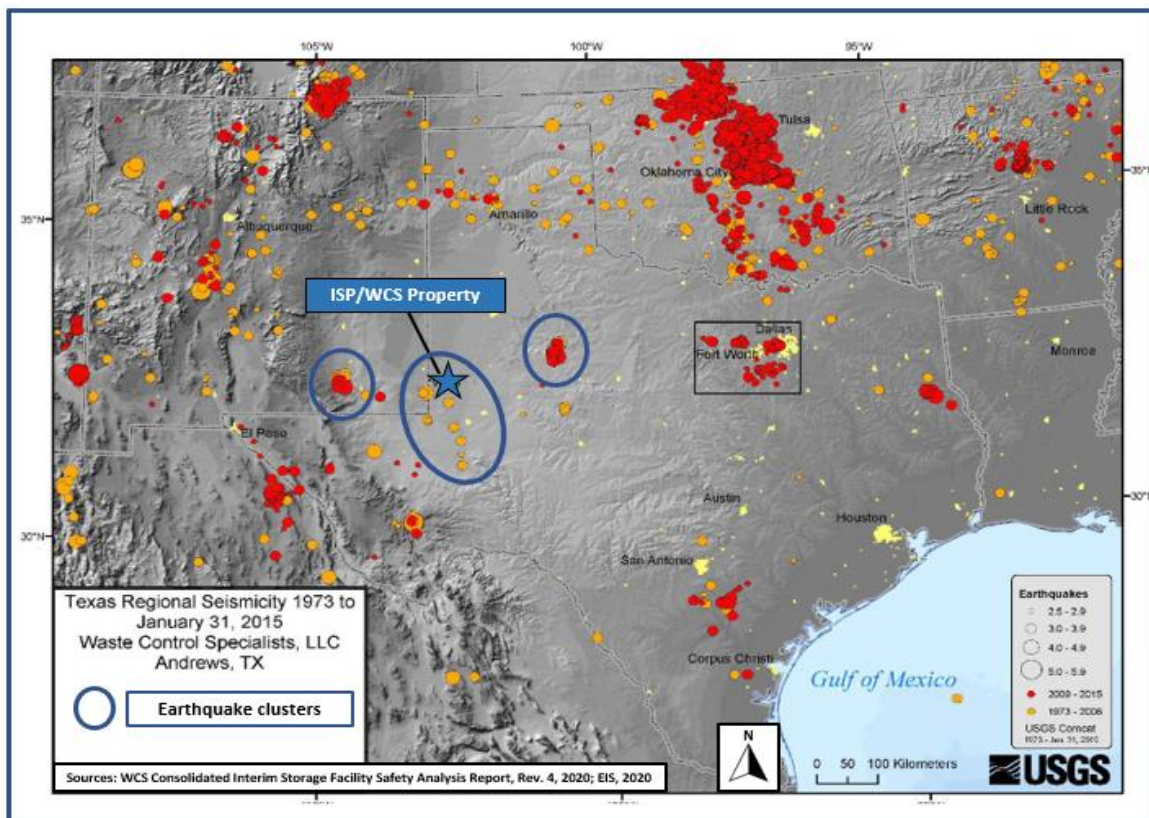 105°W
100°W
95°W
Tulsa
Oklahoma City
35°N
35°N
Amarillo
Little Rock
Albuquerque
ISP/WCS Property
Dallas
Fort Worth
Monroe
El Paso
Austin
Houston
30°N
30°N
San Antonio
Corpus Christi
Gulf of Mexico
Texas Regional Seismicity 1973 to
January 31, 2015
Waste Control Specialists, LLC
Andrews, TX
Earthquake clusters
Sources: WCS Consolidated Interim Storage Facility Safety Analysis Report, Rev. 4, 2020; EIS, 2020
N
0 50 100 Kilometers
Earthquakes
2.5 - 2.9
3.0 - 3.9
4.0 - 4.9
5.0 - 5.9
2009 - 2015
USGS Comcat
USGS